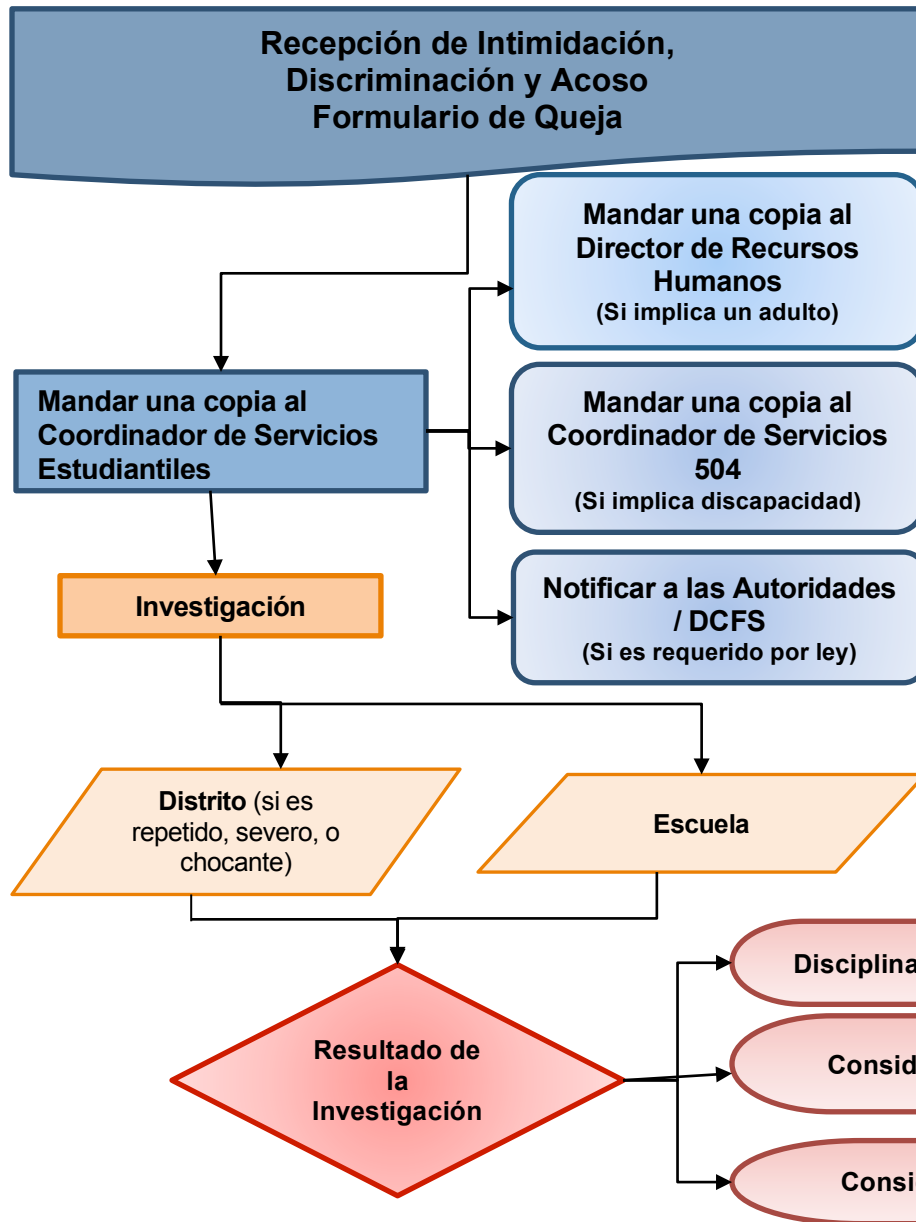 Recepción de Intimidación,
Discriminación y Acoso
Formulario de Queja
Mandar una copia al
Director de Recursos
Humanos
(Si implica un adulto)
Mandar una copia al
Coordinador de Servicios
Estudiantiles
Mandar una copia al
Coordinador de Servicios
504
(Si implica discapacidad)
Investigación
Notificar a las Autoridades
/ DCFS
(Si es requerido por ley)
Distrito (si es
repetido, severo, o
chocante)
Escuela
Resultado de
la
Investigación
Disciplina